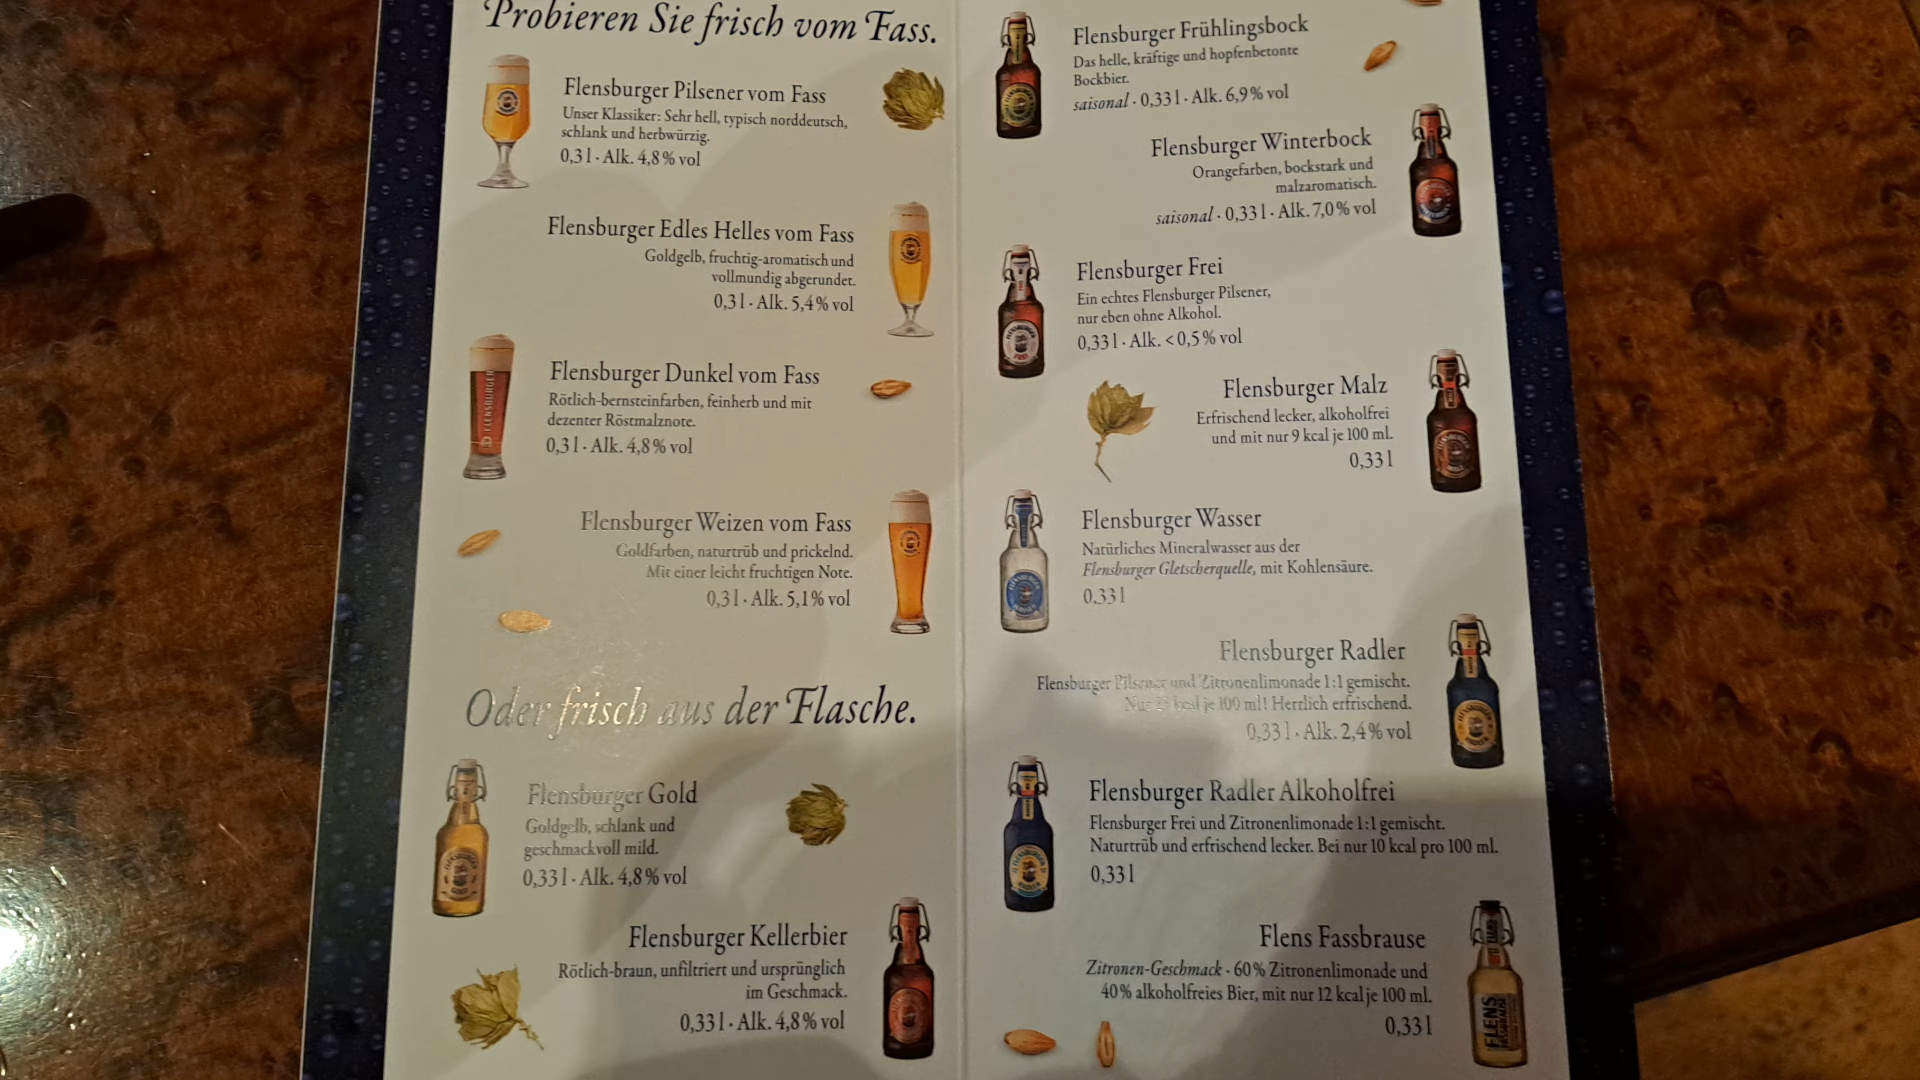 Probieren Sie frisch vom Fass.
Flensburger Pilsener vom Fass
Unser Klassiker: Sehr hell, typisch norddeutsch,
schlank und herbwürzig.
0,3 l · Alk. 4,8 % vol
Flensburger Edles Helles vom Fass
Goldgelb, fruchtig-aromatisch und
vollmundig abgerundet.
0,3 l · Alk. 5,4 % vol
Flensburger Dunkel vom Fass
Rötlich-bernsteinfarben, feinherb und mit
dezenter Röstmalznote.
0,3 l · Alk. 4,8 % vol
FLENSBURGER
Flensburger Weizen vom Fass
Goldfarben, naturtrüb und prickelnd.
Mit einer leicht fruchtigen Note.
0,3 l · Alk. 5,1 % vol
Oder frisch aus der Flasche.
Flensburger Gold
Goldgelb, schlank und
geschmackvoll mild.
0,33 l · Alk. 4,8 % vol
Flensburger Kellerbier
Rötlich-braun, unfiltriert und ursprünglich
im Geschmack.
0,33 l · Alk. 4,8 % vol
Flensburger Frühlingsbock
Das helle, kräftige und hopfenbetonte
Bockbier.
saisonal · 0,33 l · Alk. 6,9 % vol
Flensburger Winterbock
Orangefarben, bockstark und
malzaromatisch.
saisonal · 0,33 l · Alk. 7,0 % vol
Flensburger Frei
Ein echtes Flensburger Pilsener,
nur eben ohne Alkohol.
0,33 l · Alk. < 0,5 % vol
Flensburger Malz
Erfrischend lecker, alkoholfrei
und mit nur 9 kcal je 100 ml.
0,33 l
Flensburger Wasser
Natürliches Mineralwasser aus der
Flensburger Gletscherquelle, mit Kohlensäure.
0,33 l
Flensburger Radler
Flensburger Pilsener und Zitronenlimonade 1:1 gemischt.
Nur kcal je 100 ml! Herrlich erfrischend.
0,33 l · Alk. 2,4 % vol
Flensburger Radler Alkoholfrei
Flensburger Frei und Zitronenlimonade 1:1 gemischt.
Naturtrüb und erfrischend lecker. Bei nur 10 kcal pro 100 ml.
0,33 l
Flens Fassbrause
Zitronen-Geschmack · 60 % Zitronenlimonade und
40 % alkoholfreies Bier, mit nur 12 kcal je 100 ml.
0,33 l
FLENS